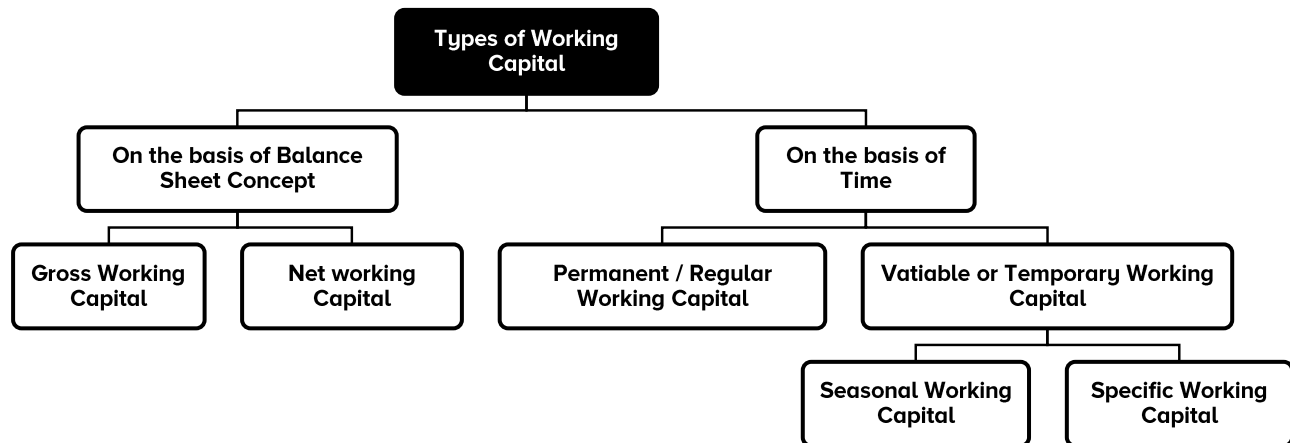 Types of Working
Capital
On the basis of Balance
Sheet Concept
On the basis of
Time
Gross Working
Capital
Net working
Capital
Permanent / Regular
Working Capital
Vatiable or Temporary Working
Capital
Seasonal Working
Capital
Specific Working
Capital